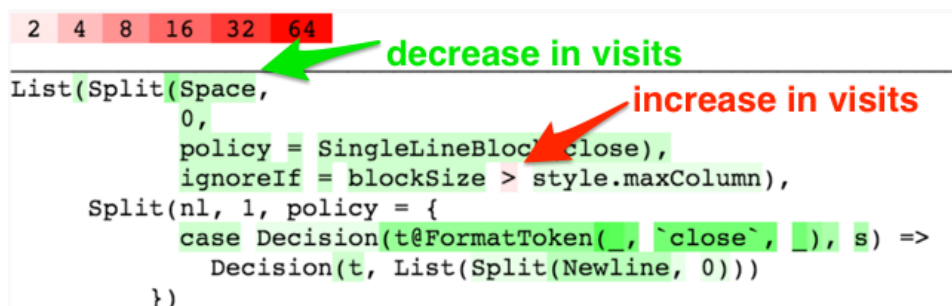 2 4 8 16 32 64
decrease in visits
List(Split(Space,
increase in visits
0,
policy = SingleLineBlock close),
ignoreIf = blockSize > style.maxColumn),
Split(nl, 1, policy = {
case Decision(t@FormatToken(_, `close`, _), s) =>
Decision(t, List(Split(Newline, 0)))
})